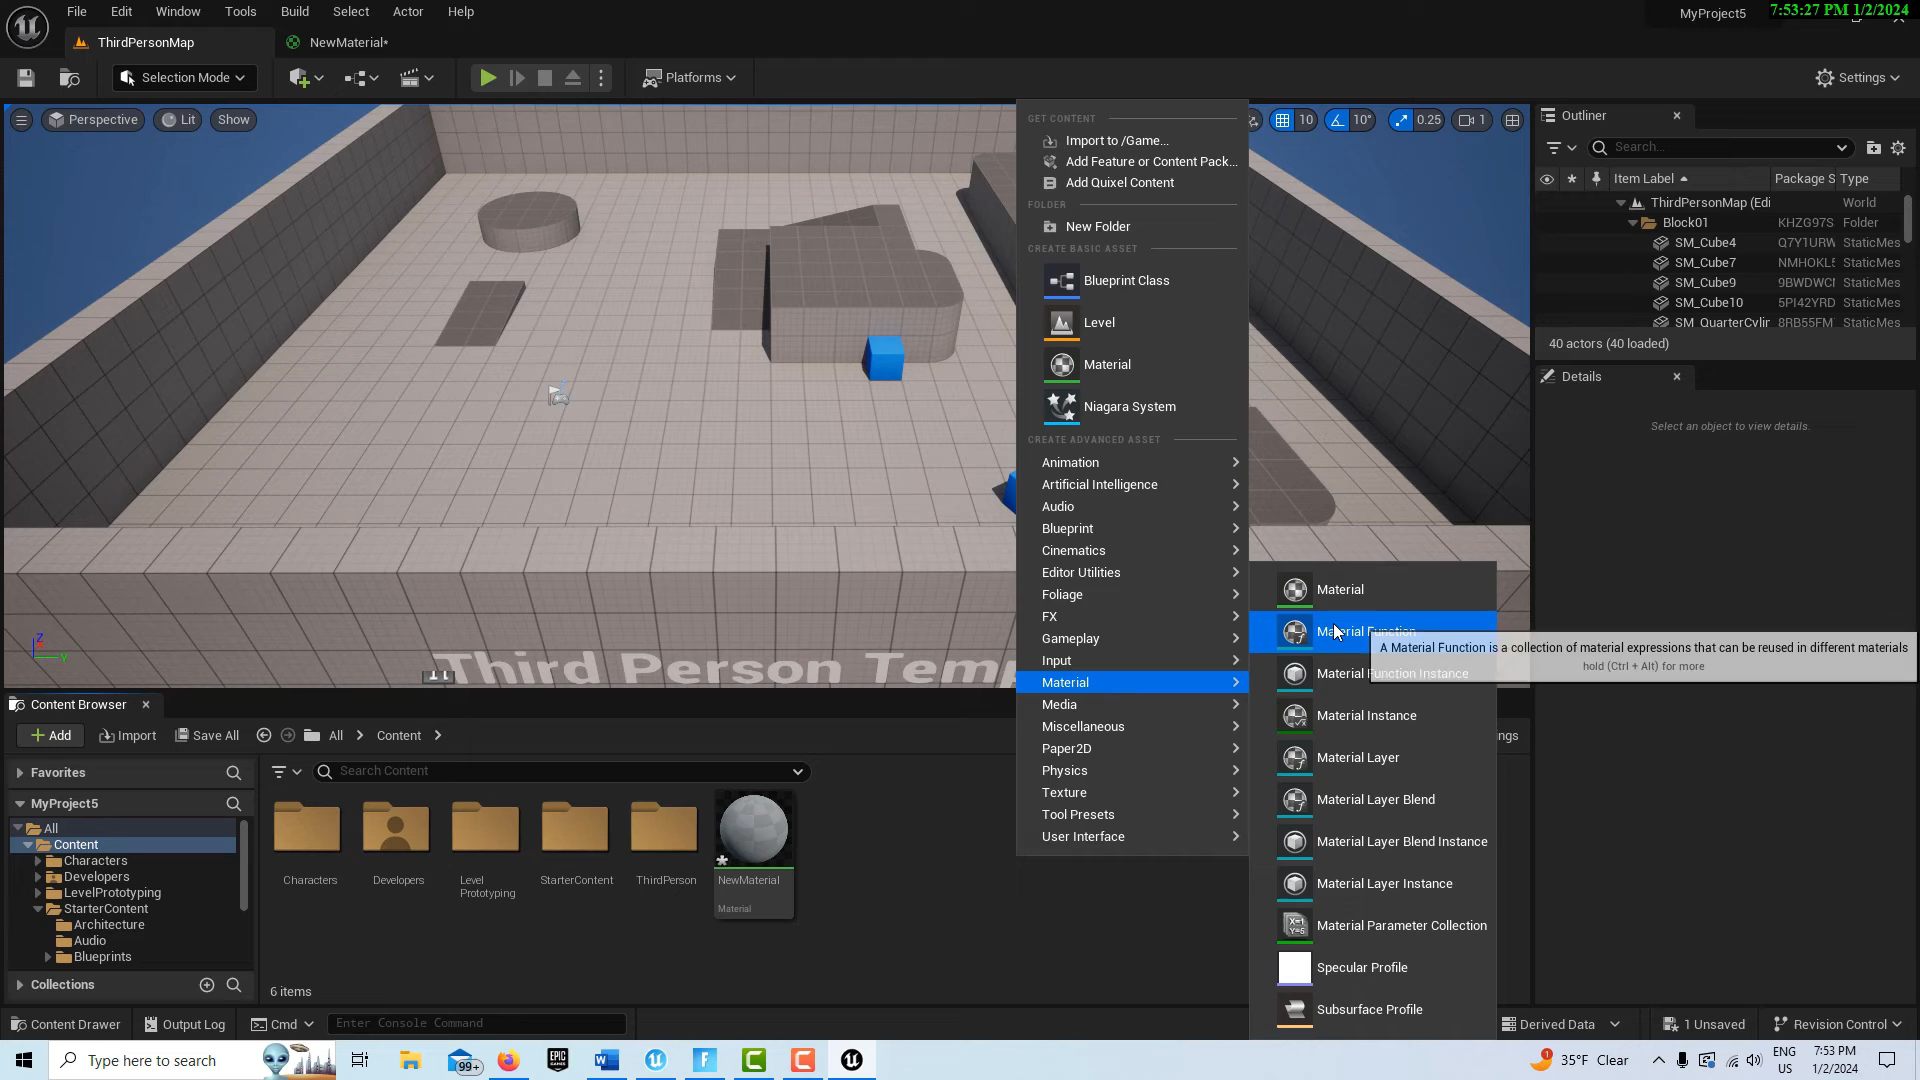 File Edit Window Tools Build Select Actor Help
MyProject5
7:53:27 PM 1/2/2024
ThirdPersonMap
NewMaterial*
Selection Mode
Platforms
Settings
Perspective
Lit
Show
10
10°
0.25
1
GET CONTENT
Import to /Game...
Add Feature or Content Pack...
Add Quixel Content
FOLDER
New Folder
CREATE BASIC ASSET
Blueprint Class
Level
Material
Niagara System
CREATE ADVANCED ASSET
Animation
Artificial Intelligence
Audio
Blueprint
Cinematics
Editor Utilities
Foliage
FX
Gameplay
Input
Material
Media
Miscellaneous
Paper2D
Physics
Texture
Tool Presets
User Interface
Material
Material Function
A Material Function is a collection of material expressions that can be reused in different materials
hold (Ctrl + Alt) for more
Material Function Instance
Material Instance
Material Layer
Material Layer Blend
Material Layer Blend Instance
Material Layer Instance
Material Parameter Collection
Specular Profile
Subsurface Profile
Outliner
Search...
Item Label
Package S
Type
ThirdPersonMap (Edi
World
Block01
KHZG97S
Folder
SM_Cube4
Q7Y1URW
StaticMes
SM_Cube7
NMHOKL
StaticMes
SM_Cube9
9BWDWC
StaticMes
SM_Cube10
5PI42YRD
StaticMes
SM_QuarterCylin
8RB55FM
StaticMes
40 actors (40 loaded)
Details
Select an object to view details.
Z
Y
Third Person Temp
Content Browser
Add
Import
Save All
All
Content
ngs
Favorites
Search Content
MyProject5
All
Content
Characters
Developers
LevelPrototyping
StarterContent
Architecture
Audio
Blueprints
Collections
Characters
Developers
Level
Prototyping
StarterContent
ThirdPerson
NewMaterial
Material
6 items
Content Drawer
Output Log
Cmd
Enter Console Command
Derived Data
1 Unsaved
Revision Control
Type here to search
99+
EPIC
GAMES
1
35°F Clear
ENG
US
7:53 PM
1/2/2024